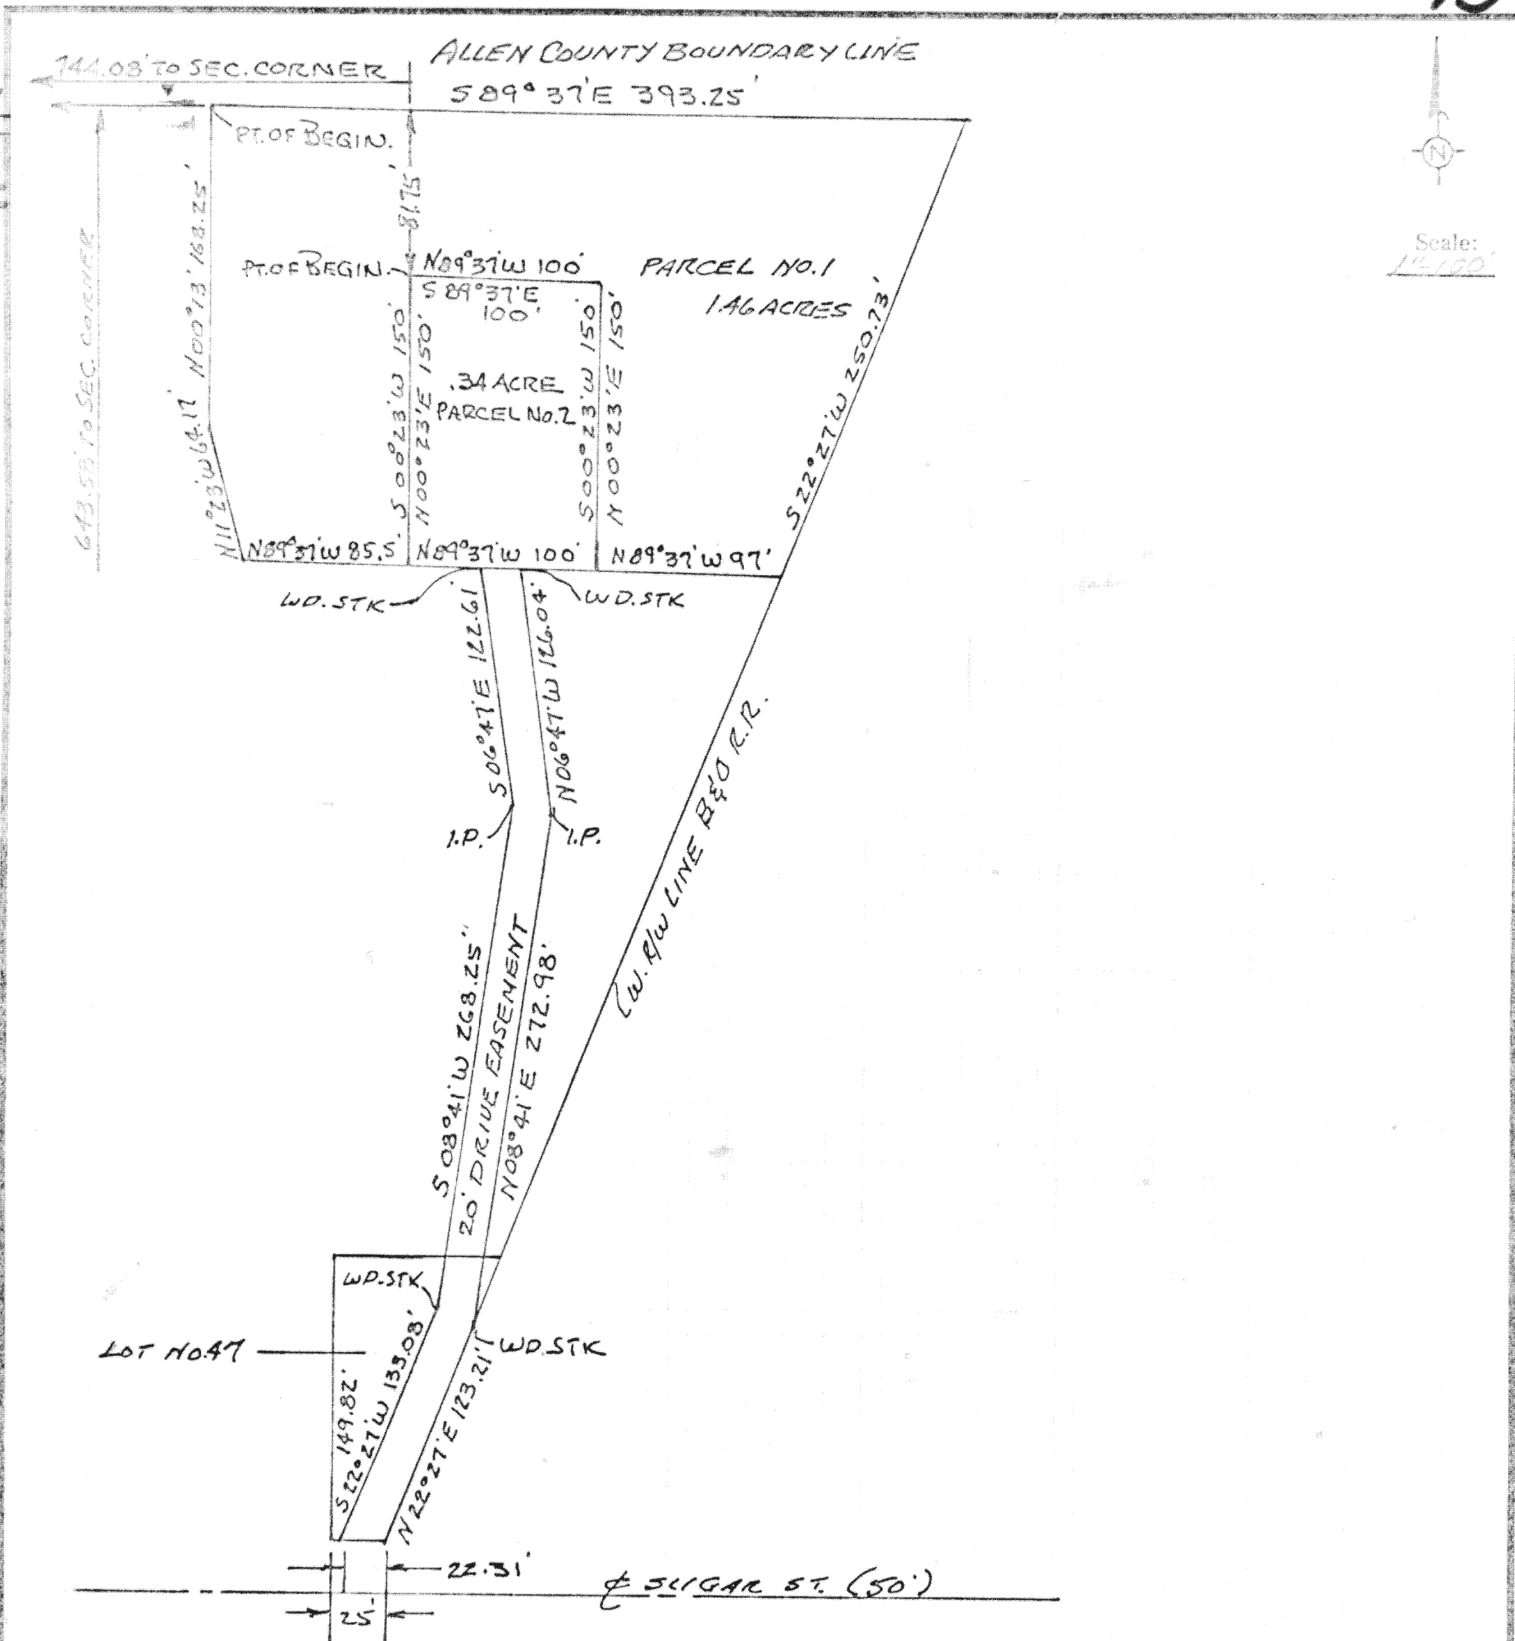 ALLEN COUNTY BOUNDARY LINE
744.03' TO SEC. CORNER
S 89° 37' E 393.25'
PT. OF BEGIN.
N
Scale:
1"=100'
643.58' TO SEC. CORNER
N 00° 13' 168.25'
81.75'
PT. OF BEGIN.
N 89° 37' W 100'
PARCEL NO. 1
1.46 ACRES
S 89° 37' E
100'
S 00° 23' W 150'
N 00° 23' E 150'
.34 ACRE
PARCEL NO. 2
S 00° 23' W 150'
N 00° 23' E 150'
S 22° 27' W 250.73'
N 11° 23' W 64.17'
N 89° 37' W 85.5'
N 89° 37' W 100'
N 89° 37' W 97'
WD. STK
WD. STK
S 06° 47' E 122.61'
N 06° 47' W 126.04'
I.P.
I.P.
W. R/W LINE B & O R.R.
S 08° 41' W 268.25"
20' DRIVE EASEMENT
N 08° 41' E 272.98'
WD. STK
LOT NO. 47
WD. STK
149.82'
S 22° 27' W 133.08'
N 22° 27' E 123.21'
22.31'
℄ SUGAR ST. (50')
25'